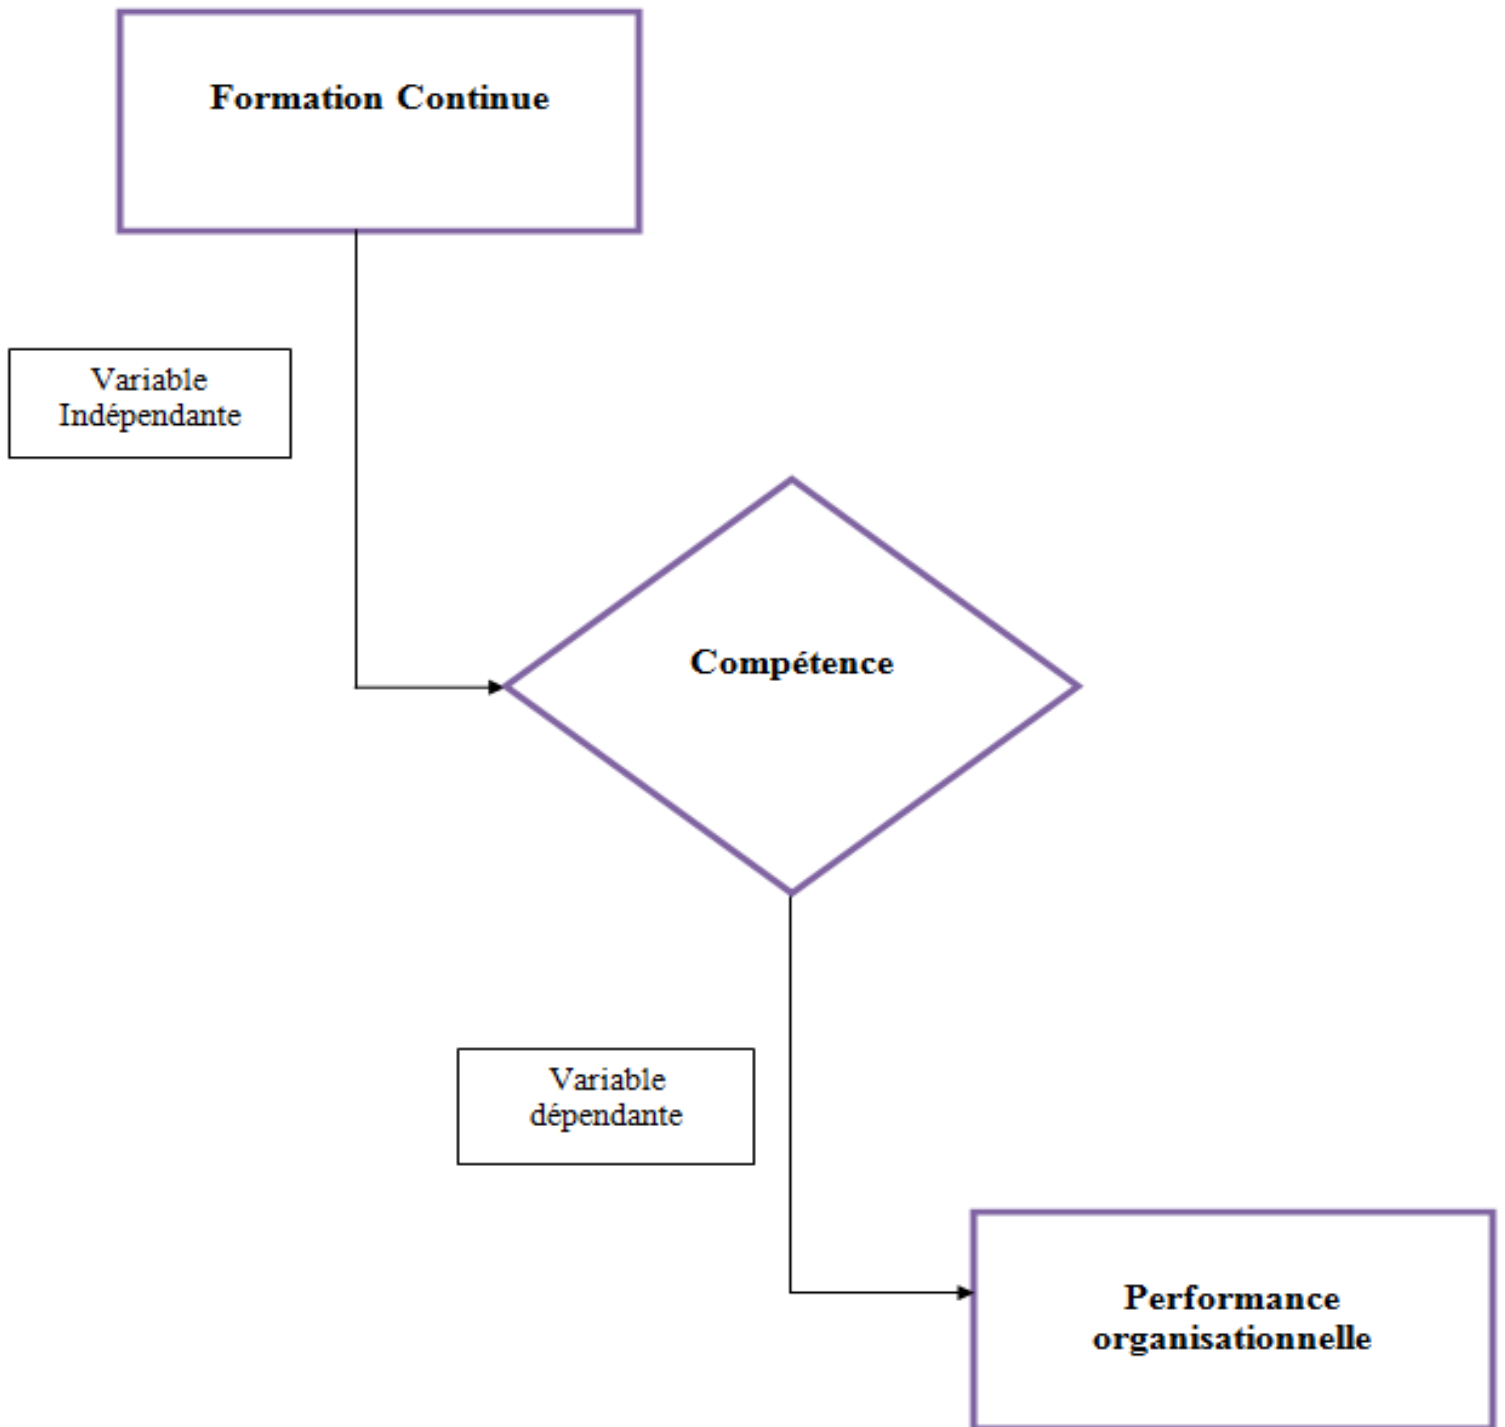 Formation Continue
Variable
Indépendante
Compétence
Variable
dépendante
Performance
organisationnelle